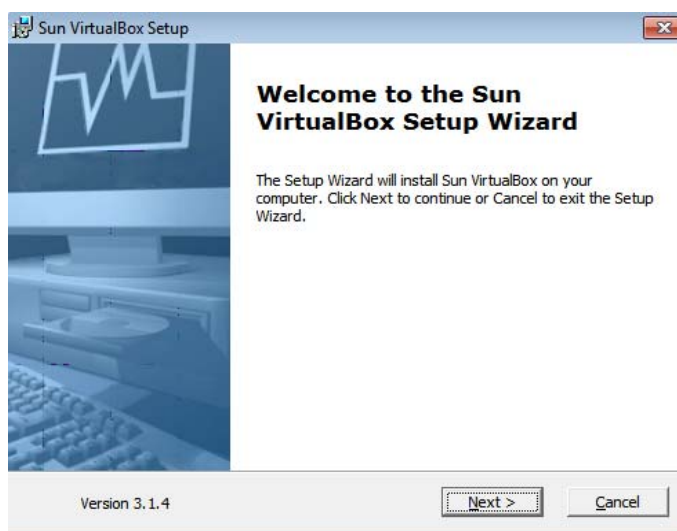 Sun VirtualBox Setup
Welcome to the Sun
VirtualBox Setup Wizard
The Setup Wizard will install Sun VirtualBox on your
computer. Click Next to continue or Cancel to exit the Setup
Wizard.
Version 3.1.4
Next >
Cancel